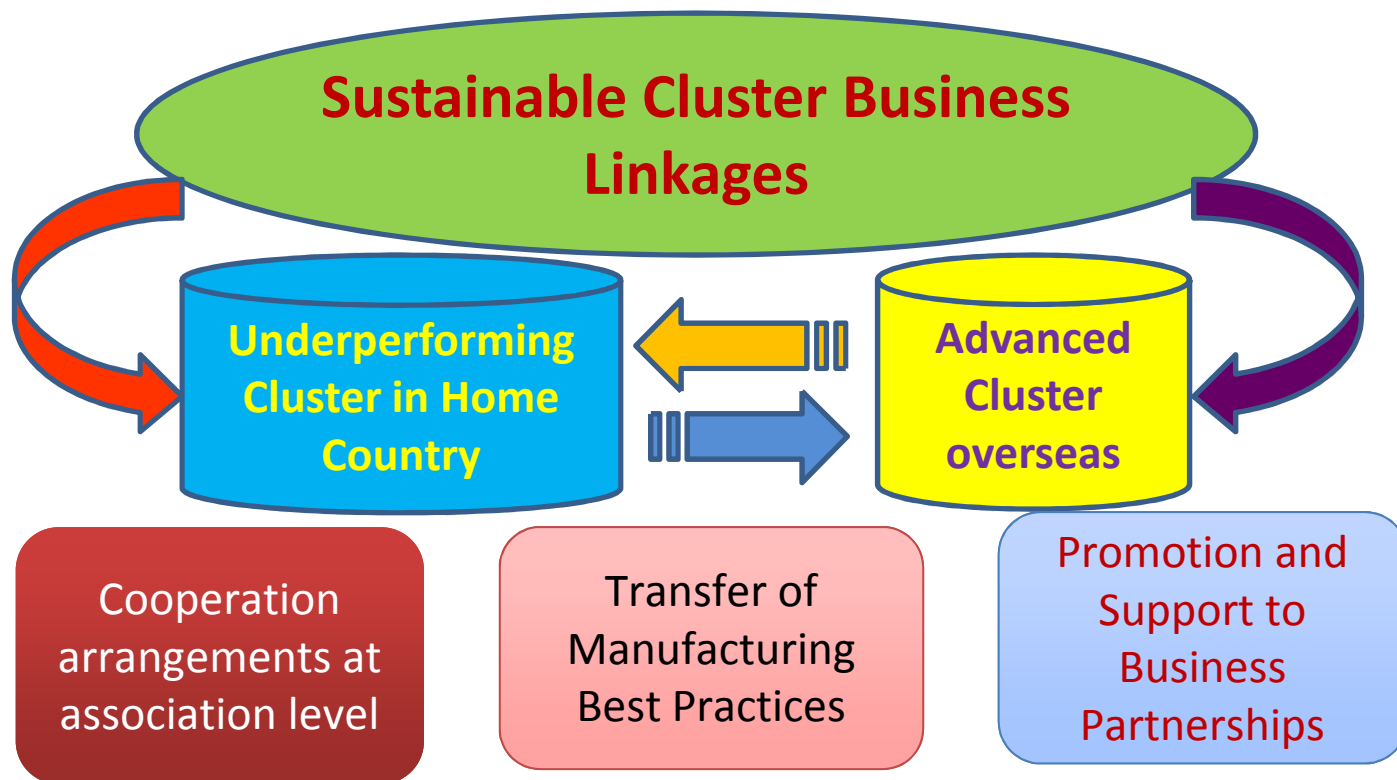 Sustainable Cluster Business
Linkages
Underperforming
Cluster in Home
Country
Advanced
Cluster
overseas
Cooperation
arrangements at
association level
Transfer of
Manufacturing
Best Practices
Promotion and
Support to
Business
Partnerships